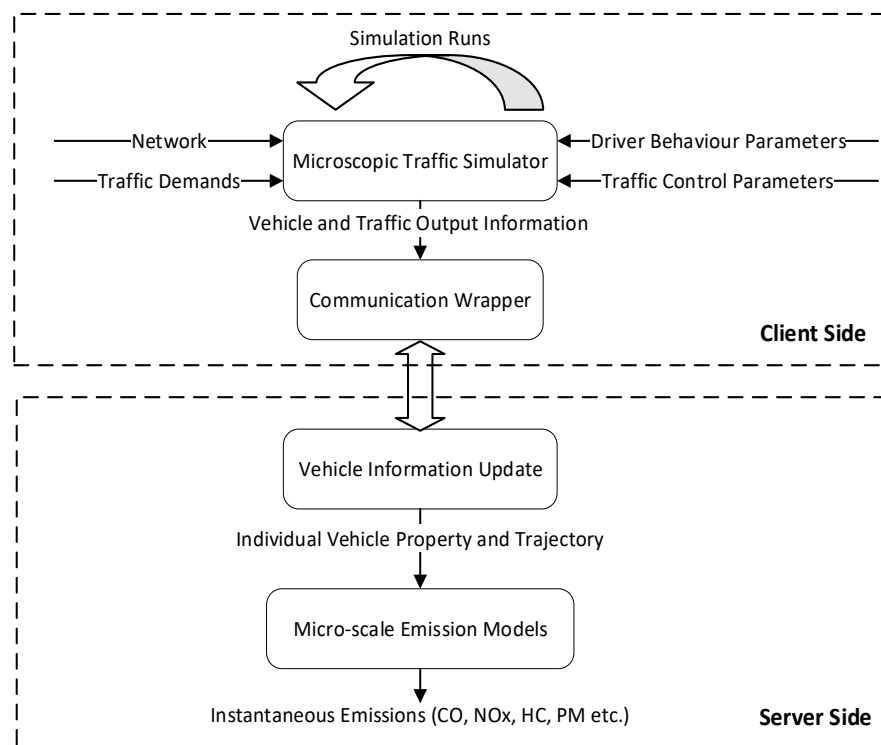 Simulation Runs
Network
Driver Behaviour Parameters
Microscopic Traffic Simulator
Traffic Demands
Traffic Control Parameters
Vehicle and Traffic Output Information
Communication Wrapper
Client Side
Vehicle Information Update
Individual Vehicle Property and Trajectory
Micro-scale Emission Models
Instantaneous Emissions (CO, NOx, HC, PM etc.)
Server Side